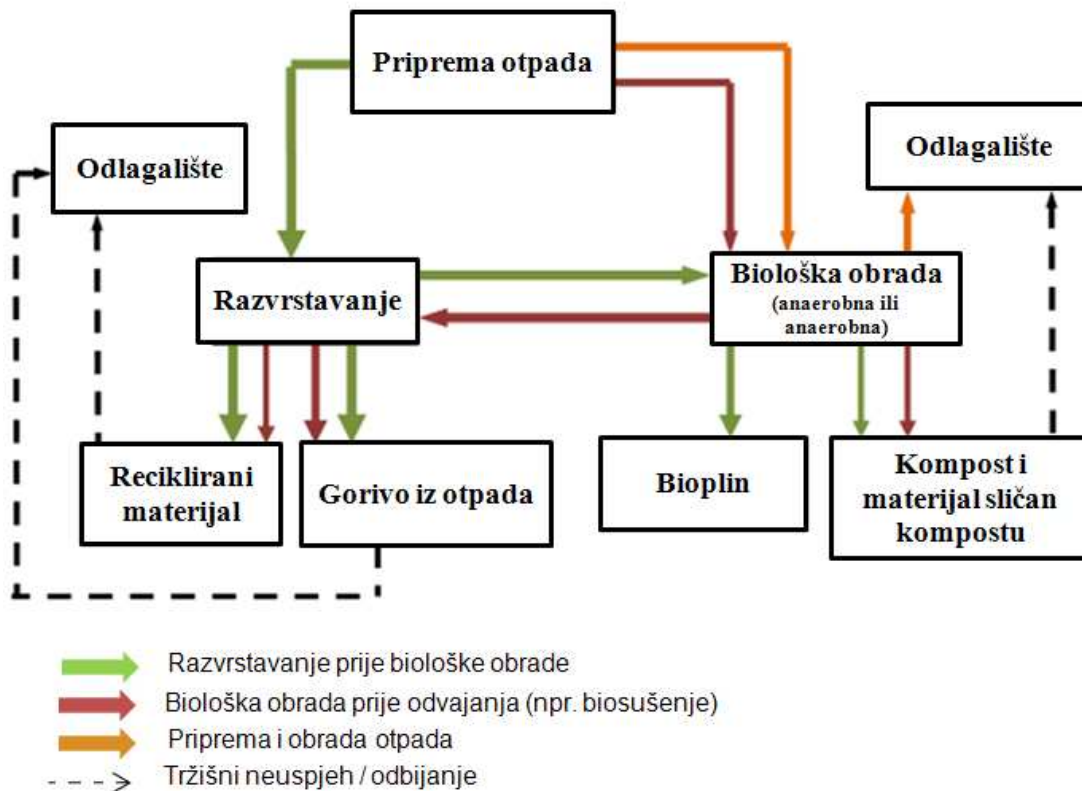 Priprema otpada
Odlagalište
Odlagalište
Razvrstavanje
Biološka obrada
(anaerobna ili
anaerobna)
Reciklirani
materijal
Gorivo iz otpada
Bioplin
Kompost i
materijal sličan
kompostu
Razvrstavanje prije biološke obrade
Biološka obrada prije odvajanja (npr. biosušenje)
Priprema i obrada otpada
Tržišni neuspjeh / odbijanje